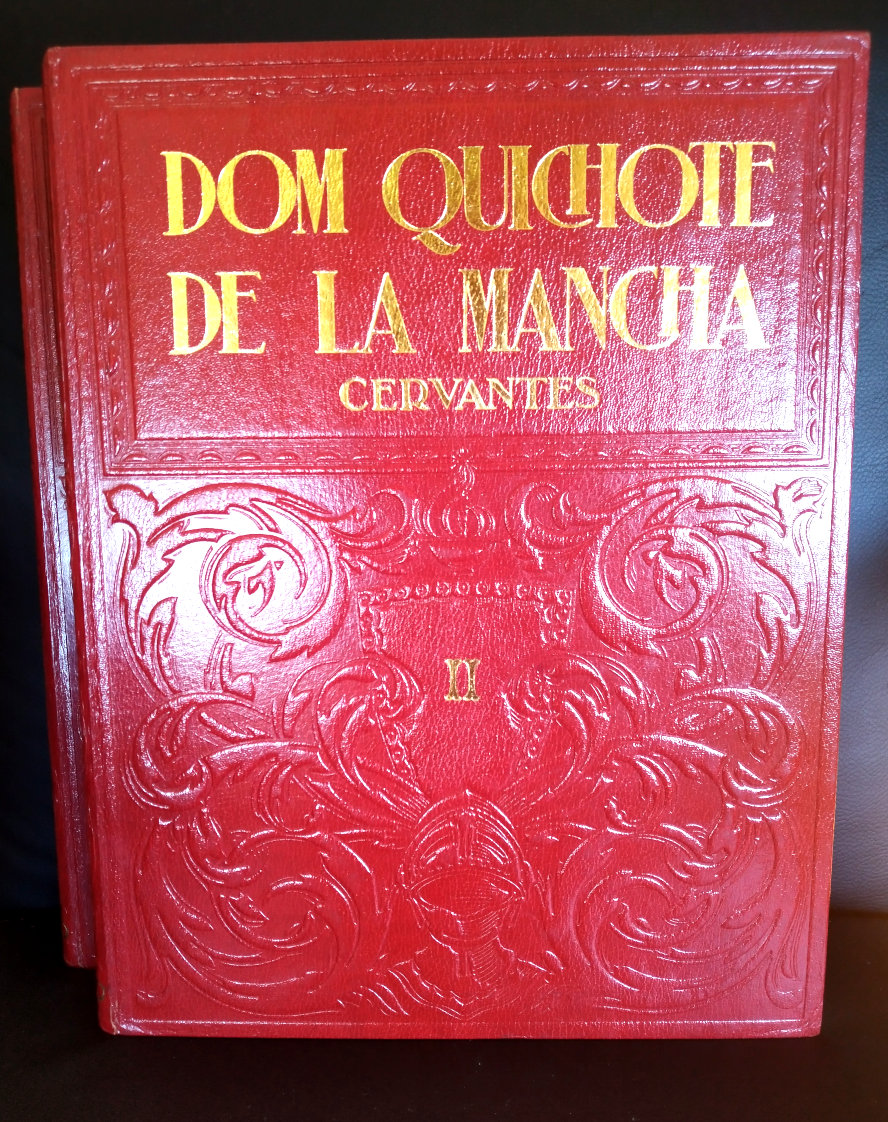 DOM QUICHOTE
DE LA MANCHA
CERVANTES
II